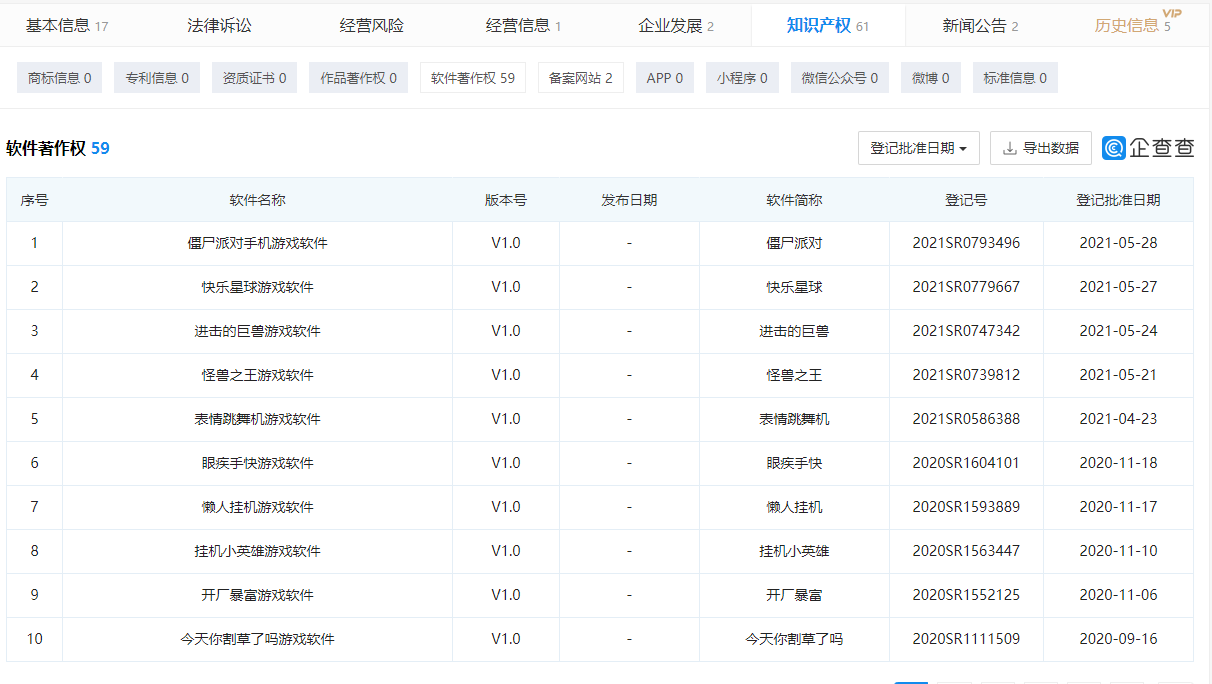 基本信息 17 法律诉讼 经营风险 经营信息 1 企业发展 2 知识产权 61 新闻公告 2 历史信息 5 VIP
商标信息 0 专利信息 0 资质证书 0 作品著作权 0 软件著作权 59 备案网站 2 APP 0 小程序 0 微信公众号 0 微博 0 标准信息 0
软件著作权 59 登记批准日期 导出数据 企查查
序号 软件名称 版本号 发布日期 软件简称 登记号 登记批准日期
1 僵尸派对手机游戏软件 V1.0 - 僵尸派对 2021SR0793496 2021-05-28
2 快乐星球游戏软件 V1.0 - 快乐星球 2021SR0779667 2021-05-27
3 进击的巨兽游戏软件 V1.0 - 进击的巨兽 2021SR0747342 2021-05-24
4 怪兽之王游戏软件 V1.0 - 怪兽之王 2021SR0739812 2021-05-21
5 表情跳舞机游戏软件 V1.0 - 表情跳舞机 2021SR0586388 2021-04-23
6 眼疾手快游戏软件 V1.0 - 眼疾手快 2020SR1604101 2020-11-18
7 懒人挂机游戏软件 V1.0 - 懒人挂机 2020SR1593889 2020-11-17
8 挂机小英雄游戏软件 V1.0 - 挂机小英雄 2020SR1563447 2020-11-10
9 开厂暴富游戏软件 V1.0 - 开厂暴富 2020SR1552125 2020-11-06
10 今天你割草了吗游戏软件 V1.0 - 今天你割草了吗 2020SR1111509 2020-09-16